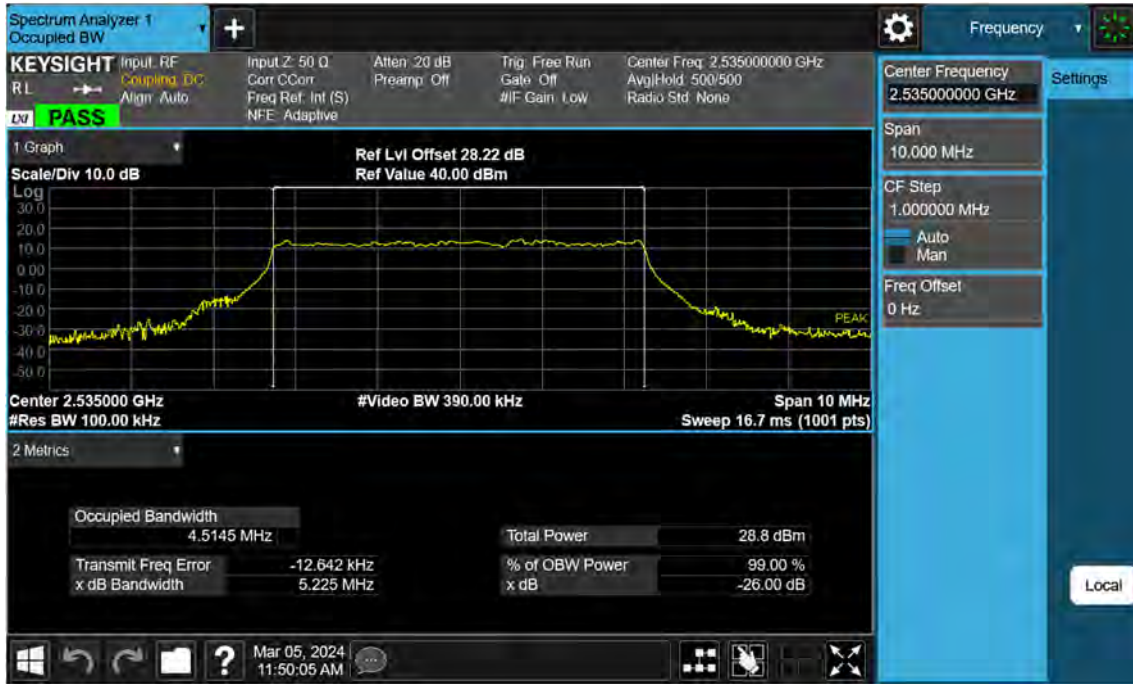 Spectrum Analyzer 1
Occupied BW
+
Frequency
KEYSIGHT
RL
LXI
PASS
Input: RF
Coupling: DC
Align: Auto
Input Z: 50 Ω
Corr CCorr
Freq Ref: Int (S)
NFE: Adaptive
Atten: 20 dB
Preamp: Off
Trig: Free Run
Gate: Off
#IF Gain: Low
Center Freq: 2.535000000 GHz
Avg|Hold: 500/500
Radio Std: None
1 Graph
Scale/Div 10.0 dB
Ref Lvl Offset 28.22 dB
Ref Value 40.00 dBm
Log
30.0
20.0
10.0
0.00
-10.0
-20.0
-30.0
-40.0
-50.0
PEAK
Center 2.535000 GHz
#Video BW 390.00 kHz
Span 10 MHz
#Res BW 100.00 kHz
Sweep 16.7 ms (1001 pts)
2 Metrics
Occupied Bandwidth
4.5145 MHz
Total Power 28.8 dBm
Transmit Freq Error -12.642 kHz
% of OBW Power 99.00 %
x dB Bandwidth 5.225 MHz
x dB -26.00 dB
Center Frequency
2.535000000 GHz
Settings
Span
10.000 MHz
CF Step
1.000000 MHz
Auto
Man
Freq Offset
0 Hz
Local
?
Mar 05, 2024
11:50:05 AM